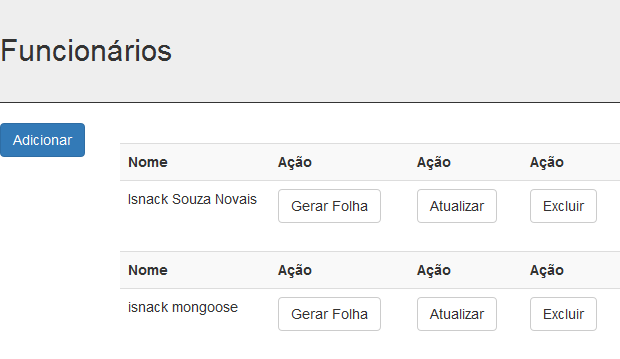 Funcionários
Adicionar
Nome Ação Ação Ação
Isnack Souza Novais Gerar Folha Atualizar Excluir
Nome Ação Ação Ação
isnack mongoose Gerar Folha Atualizar Excluir